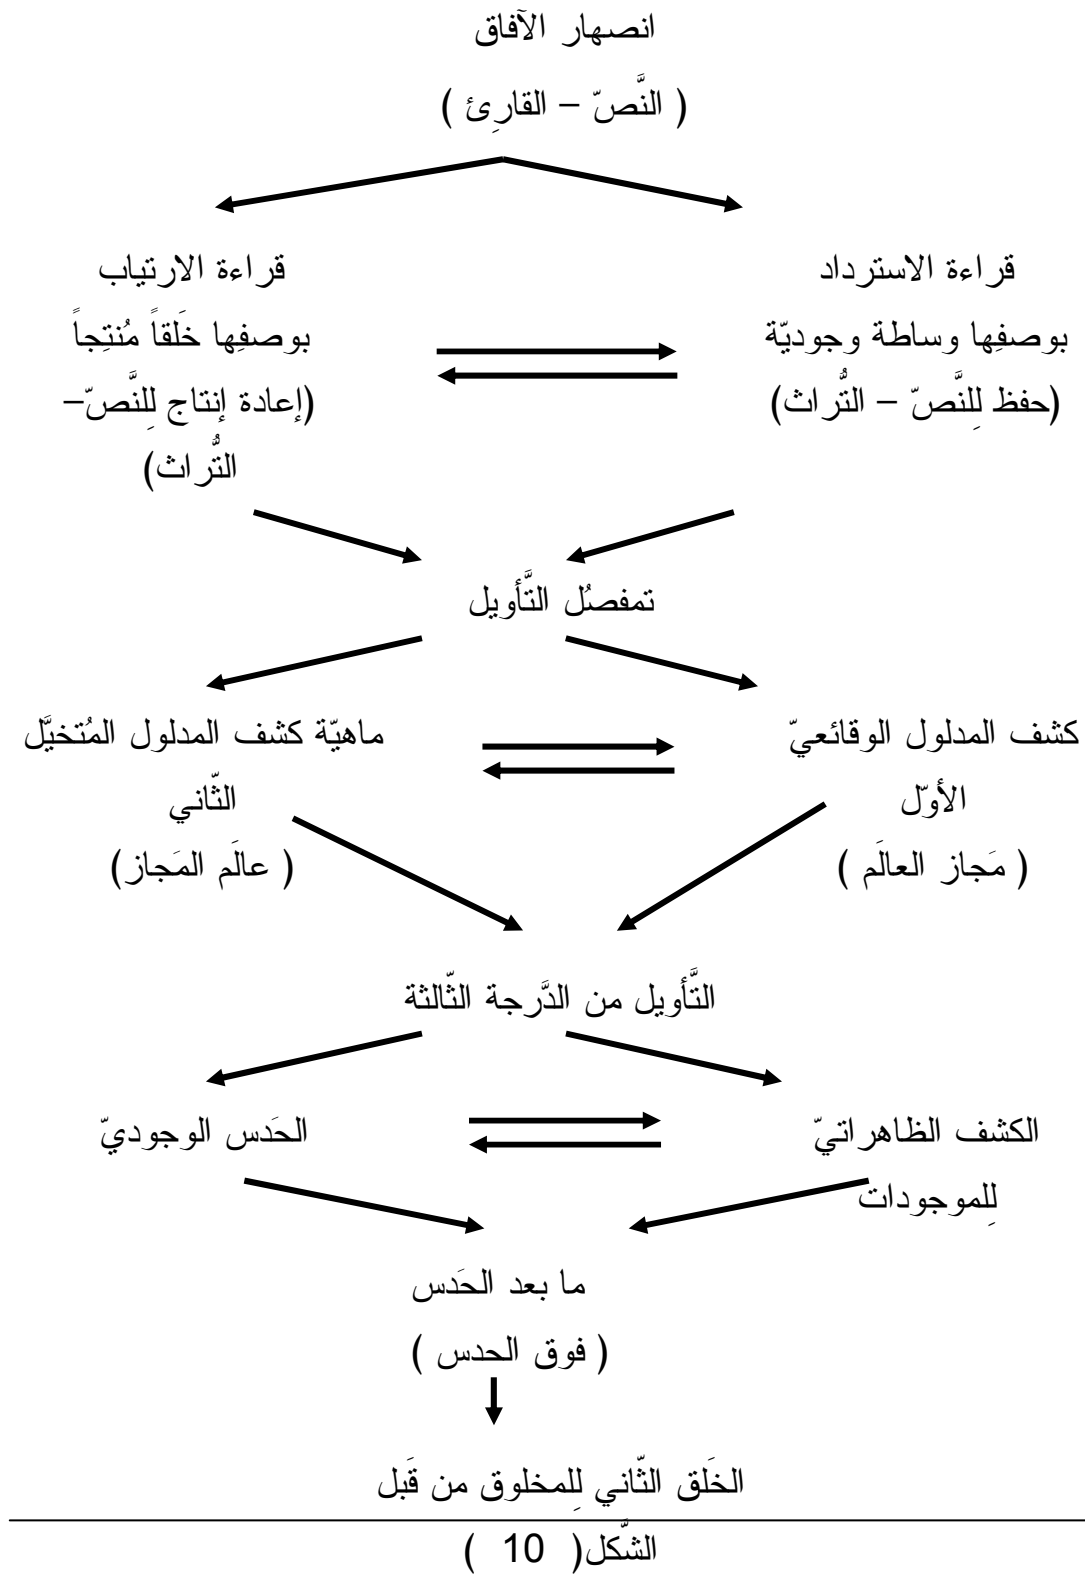 انصهار الآفاق
( النَّصّ – القارِئ )
قراءة الاسترداد
بوصفِها وساطة وجوديّة
(حفظ لِلنَّصّ – التُّراث)
قراءة الارتياب
بوصفِها خَلقاً مُنتِجاً
(إعادة إنتاج لِلنَّصّ–
التُّراث)
تمفصُل التَّأويل
كشف المدلول الوقائعيّ
الأوّل
( مَجاز العالَم )
ماهيّة كشف المدلول المُتخيَّل
الثّاني
( عالَم المَجاز)
التَّأويل من الدَّرجة الثّالثة
الكشف الظاهراتيّ
لِلموجودات
الحَدس الوجوديّ
ما بعد الحَدس
( فوق الحدس )
الخَلق الثّاني لِلمخلوق من قَبل
الشَّكل( 10 )